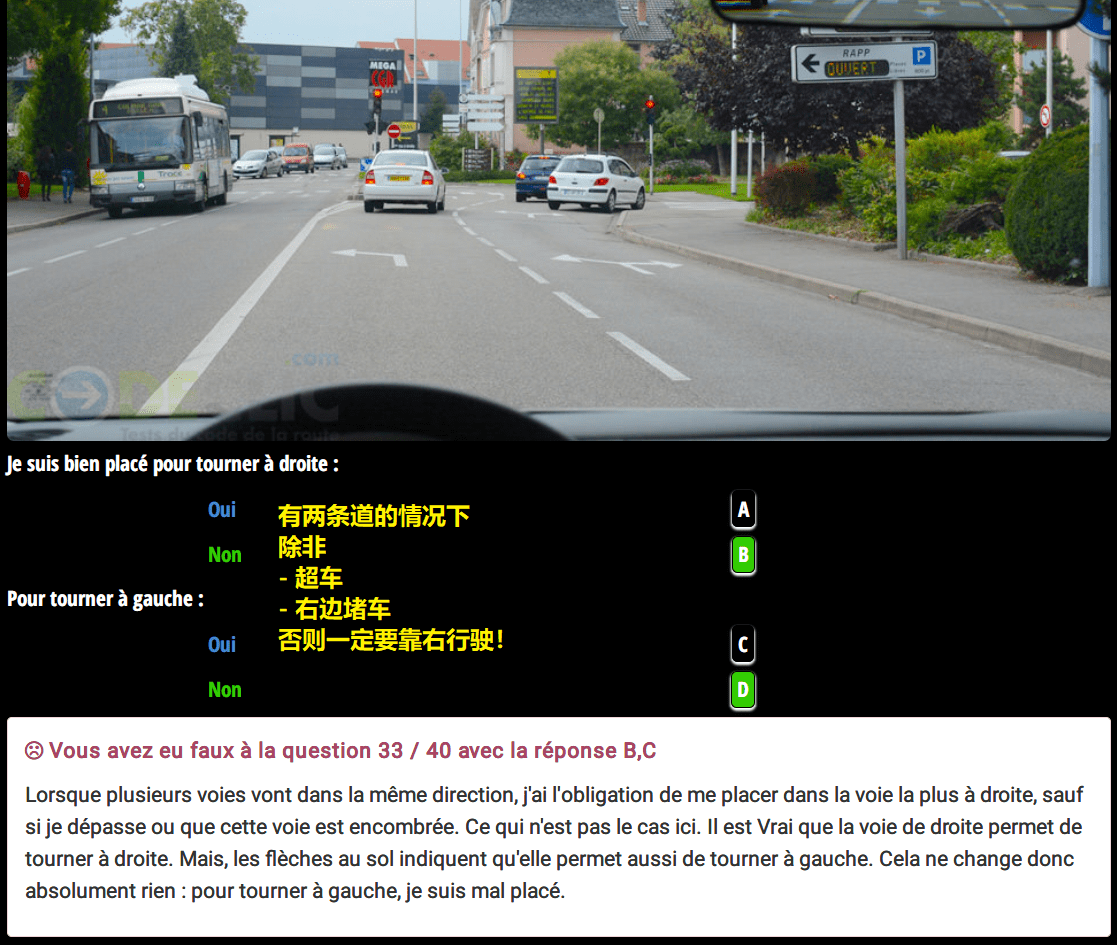 MEGA
CGR
RAPP
P
OUVERT
Tests du code de la route
.com
Je suis bien placé pour tourner à droite :
Oui
A
有两条道的情况下
Non
B
除非
- 超车
Pour tourner à gauche :
- 右边堵车
Oui
C
否则一定要靠右行驶！
Non
D
Vous avez eu faux à la question 33 / 40 avec la réponse B,C
Lorsque plusieurs voies vont dans la même direction, j'ai l'obligation de me placer dans la voie la plus à droite, sauf
si je dépasse ou que cette voie est encombrée. Ce qui n'est pas le cas ici. Il est Vrai que la voie de droite permet de
tourner à droite. Mais, les flèches au sol indiquent qu'elle permet aussi de tourner à gauche. Cela ne change donc
absolument rien : pour tourner à gauche, je suis mal placé.